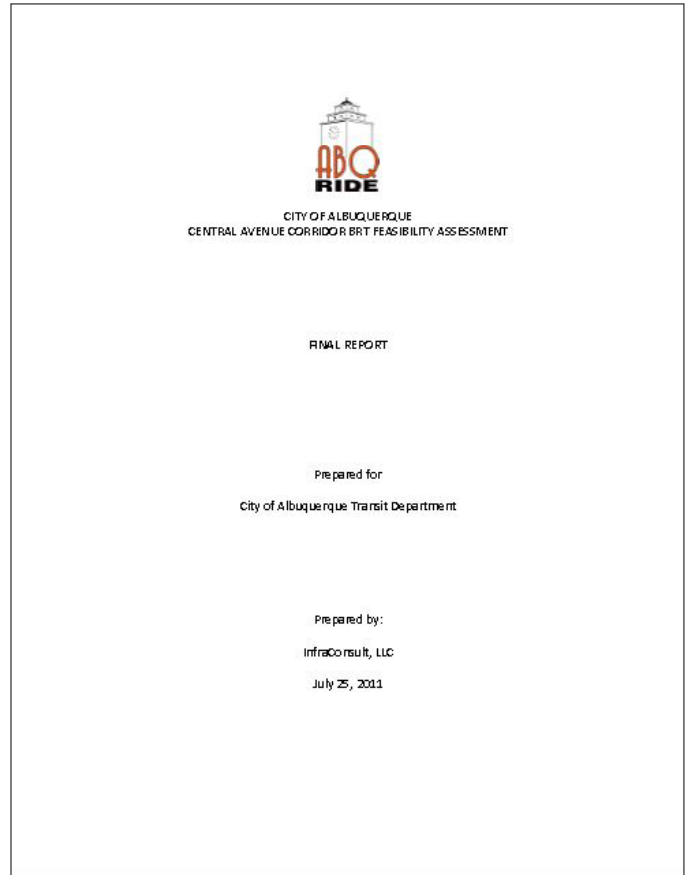 ABQ
RIDE
CITY OF ALBUQUERQUE
CENTRAL AVENUE CORRIDOR BRT FEASIBILITY ASSESSMENT
FINAL REPORT
Prepared for
City of Albuquerque Transit Department
Prepared by:
InfraConsult, LLC
July 25, 2011